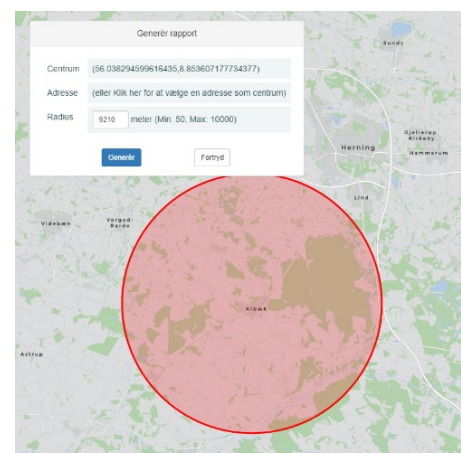 Generér rapport
Centrum (56.038294599616435,8.853607177734377)
Adresse (eller Klik her for at vælge en adresse som centrum)
Radius 9210 meter (Min: 50, Max: 10000)
Generér Fortryd
Sunds
Gjellerup
Kirkeby
Hammerum
Herning
Lind
Videbæk
Vorgod-
Barde
Kibæk
Astrup